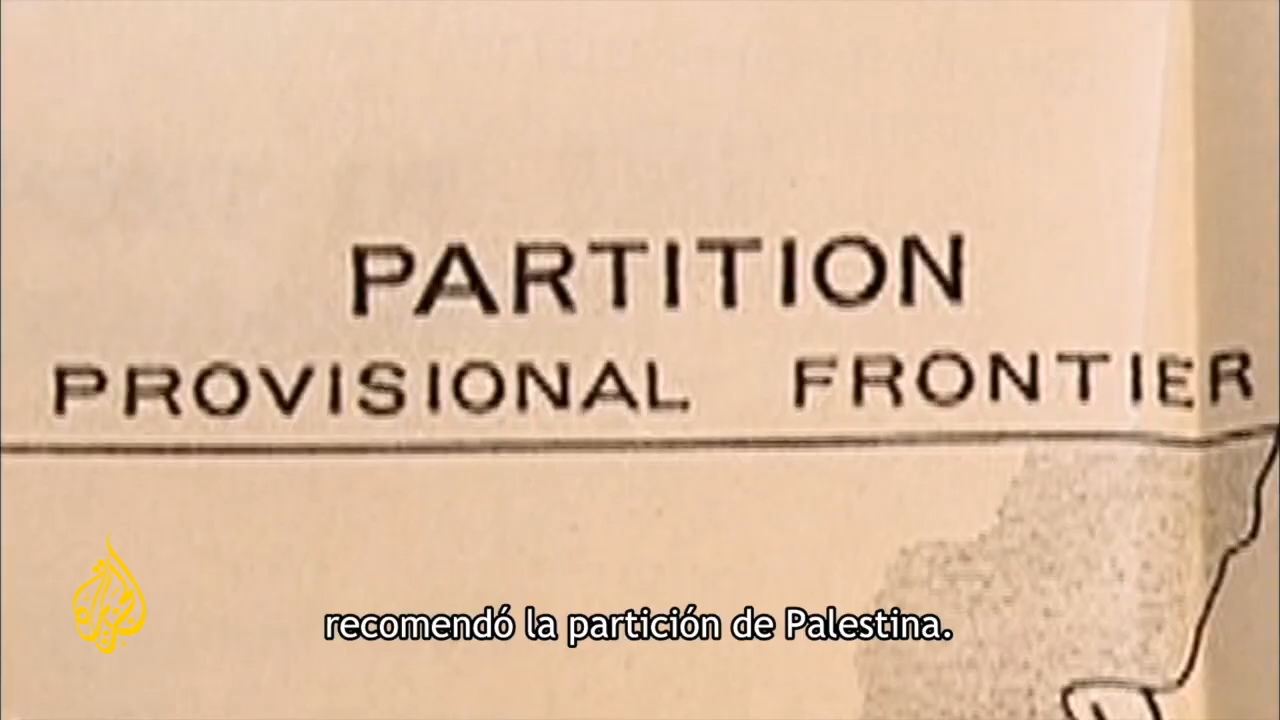 PARTITION
PROVISIONAL FRONTIER
recomendó la partición de Palestina.